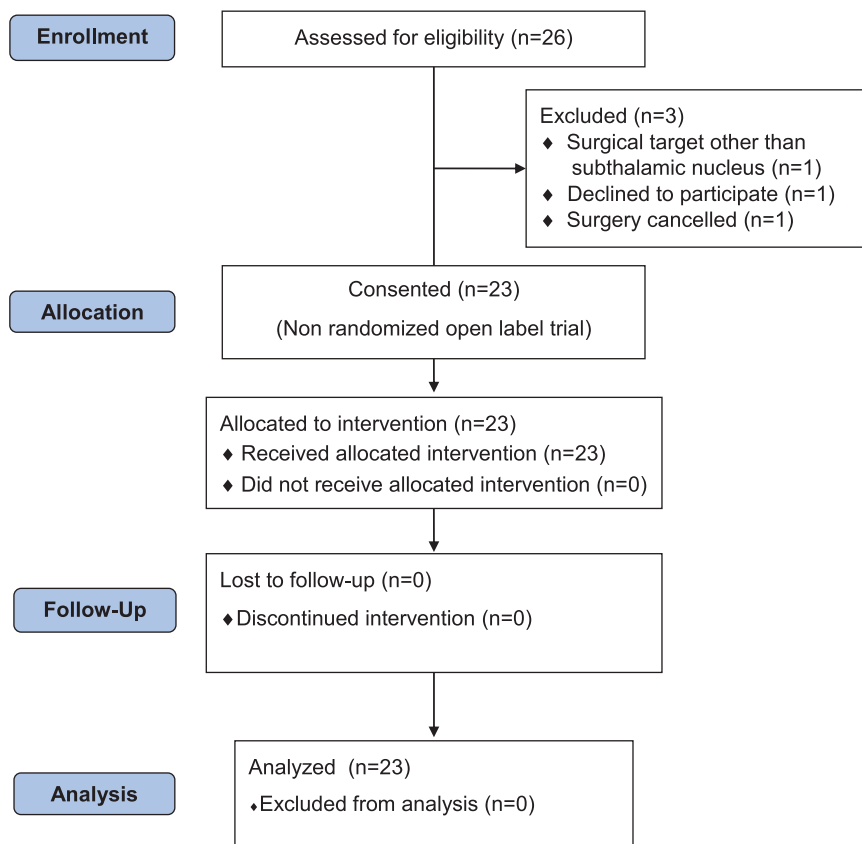 Enrollment
Assessed for eligibility (n=26)
Excluded (n=3)
♦ Surgical target other than
subthalamic nucleus (n=1)
♦ Declined to participate (n=1)
♦ Surgery cancelled (n=1)
Allocation
Consented (n=23)
(Non randomized open label trial)
Allocated to intervention (n=23)
♦ Received allocated intervention (n=23)
♦ Did not receive allocated intervention (n=0)
Follow-Up
Lost to follow-up (n=0)
♦Discontinued intervention (n=0)
Analysis
Analyzed (n=23)
♦Excluded from analysis (n=0)